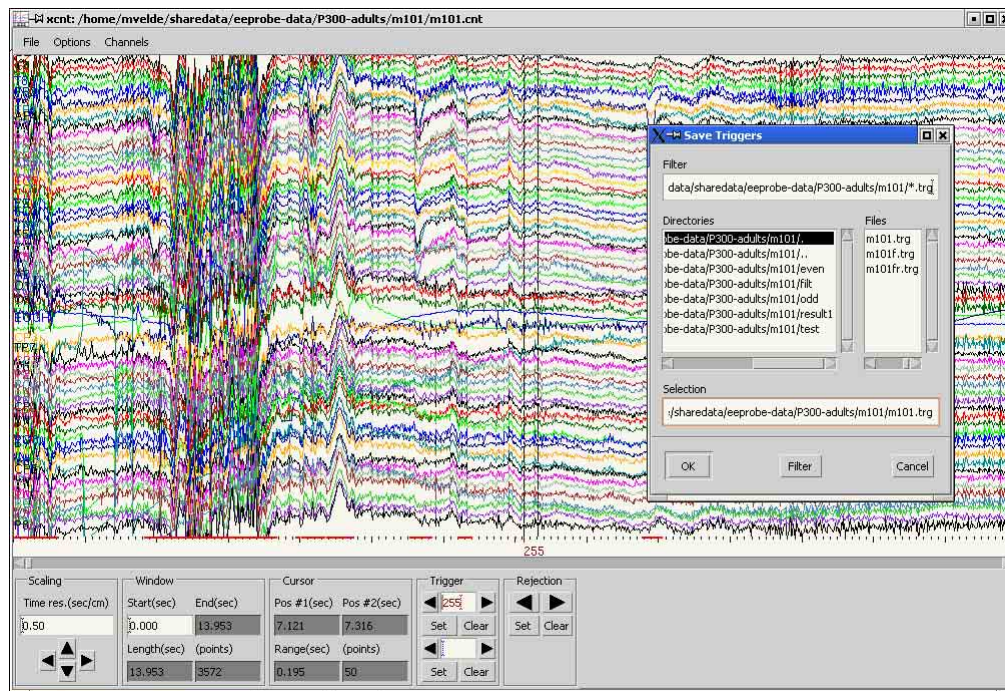 xcnt: /home/mvelde/sharedata/eeprobe-data/P300-adults/m101/m101.cnt
File Options Channels
Save Triggers
Filter
data/sharedata/eeprobe-data/P300-adults/m101/*.trg
Directories Files
obe-data/P300-adults/m101/.
obe-data/P300-adults/m101/..
obe-data/P300-adults/m101/even
obe-data/P300-adults/m101/filt
obe-data/P300-adults/m101/odd
obe-data/P300-adults/m101/result1
obe-data/P300-adults/m101/test
m101.trg
m101f.trg
m101fr.trg
Selection
:/sharedata/eeprobe-data/P300-adults/m101/m101.trg
OK Filter Cancel
255
Scaling Window Cursor Trigger Rejection
Time res.(sec/cm) Start(sec) End(sec) Pos #1(sec) Pos #2(sec) 255
0.50 0.000 13.953 7.121 7.316 Set Clear Set Clear
Length(sec) (points) Range(sec) (points)
13.953 3572 0.195 50 Set Clear